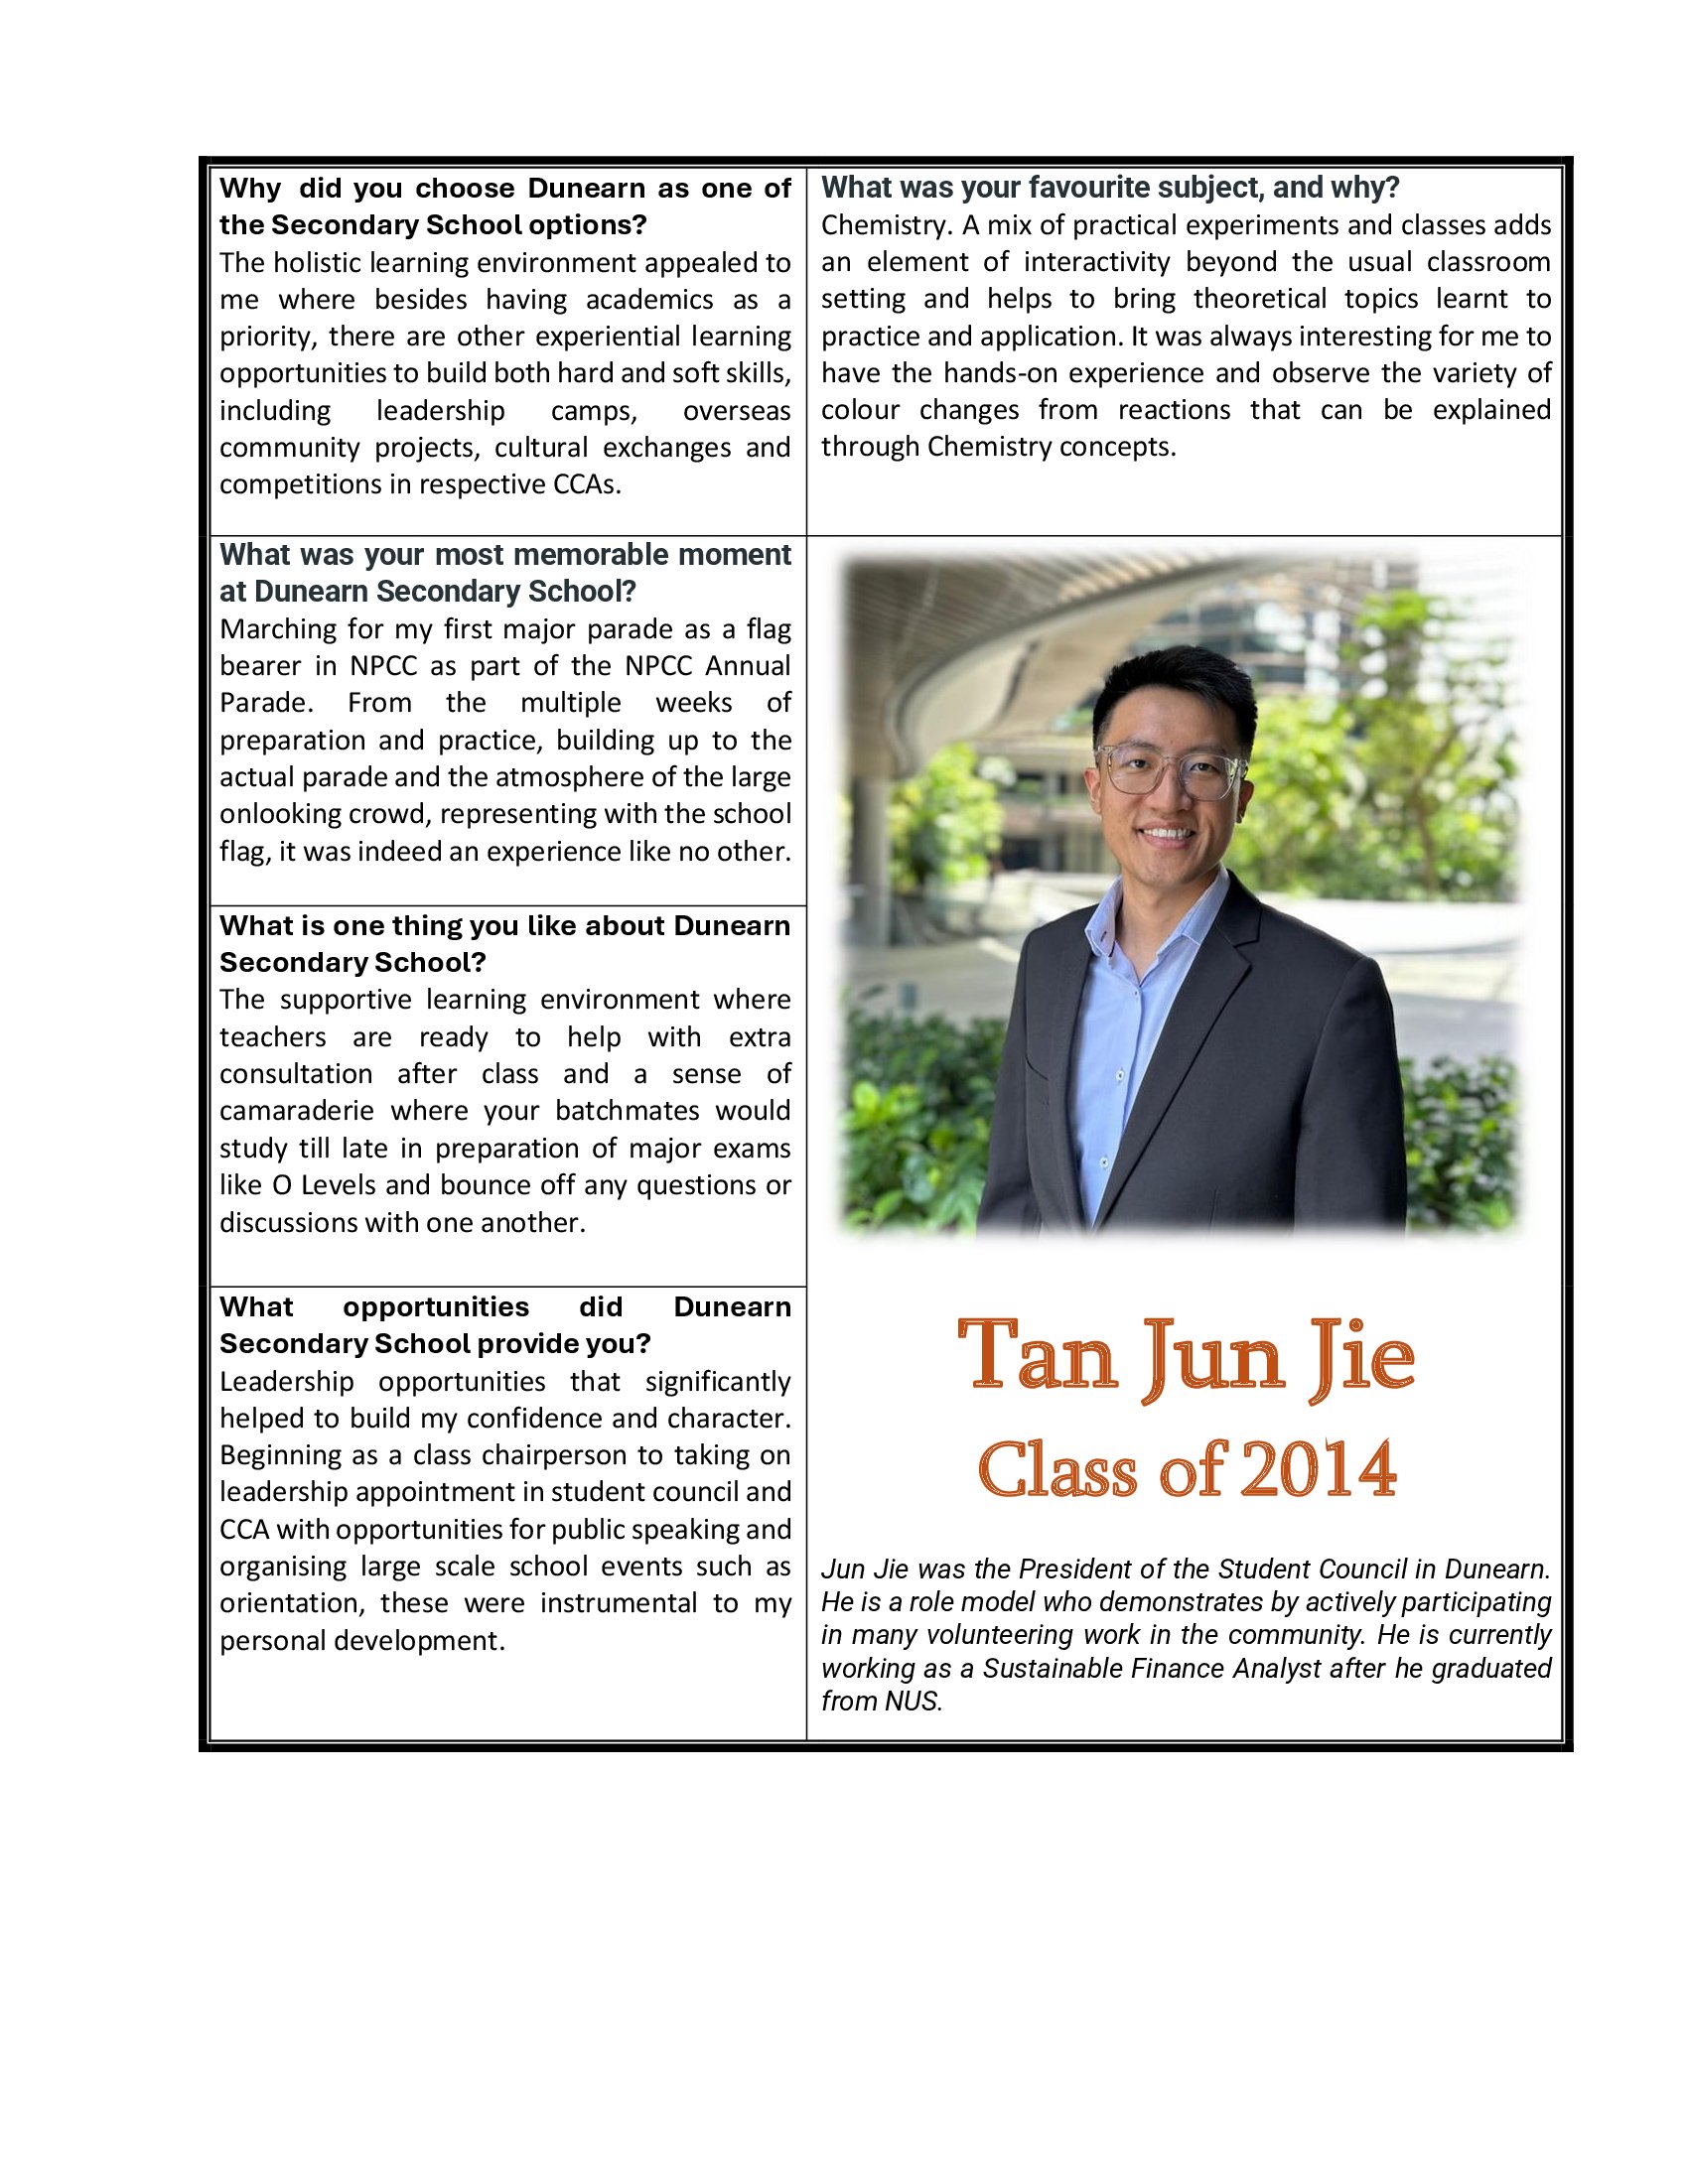 Why did you choose Dunearn as one of
the Secondary School options?
The holistic learning environment appealed to
me where besides having academics as a
priority, there are other experiential learning
opportunities to build both hard and soft skills,
including leadership camps, overseas
community projects, cultural exchanges and
competitions in respective CCAs.
What was your favourite subject, and why?
Chemistry. A mix of practical experiments and classes adds
an element of interactivity beyond the usual classroom
setting and helps to bring theoretical topics learnt to
practice and application. It was always interesting for me to
have the hands-on experience and observe the variety of
colour changes from reactions that can be explained
through Chemistry concepts.
What was your most memorable moment
at Dunearn Secondary School?
Marching for my first major parade as a flag
bearer in NPCC as part of the NPCC Annual
Parade. From the multiple weeks of
preparation and practice, building up to the
actual parade and the atmosphere of the large
onlooking crowd, representing with the school
flag, it was indeed an experience like no other.
What is one thing you like about Dunearn
Secondary School?
The supportive learning environment where
teachers are ready to help with extra
consultation after class and a sense of
camaraderie where your batchmates would
study till late in preparation of major exams
like O Levels and bounce off any questions or
discussions with one another.
What opportunities did Dunearn
Secondary School provide you?
Leadership opportunities that significantly
helped to build my confidence and character.
Beginning as a class chairperson to taking on
leadership appointment in student council and
CCA with opportunities for public speaking and
organising large scale school events such as
orientation, these were instrumental to my
personal development.
Tan Jun Jie
Class of 2014
Jun Jie was the President of the Student Council in Dunearn.
He is a role model who demonstrates by actively participating
in many volunteering work in the community. He is currently
working as a Sustainable Finance Analyst after he graduated
from NUS.